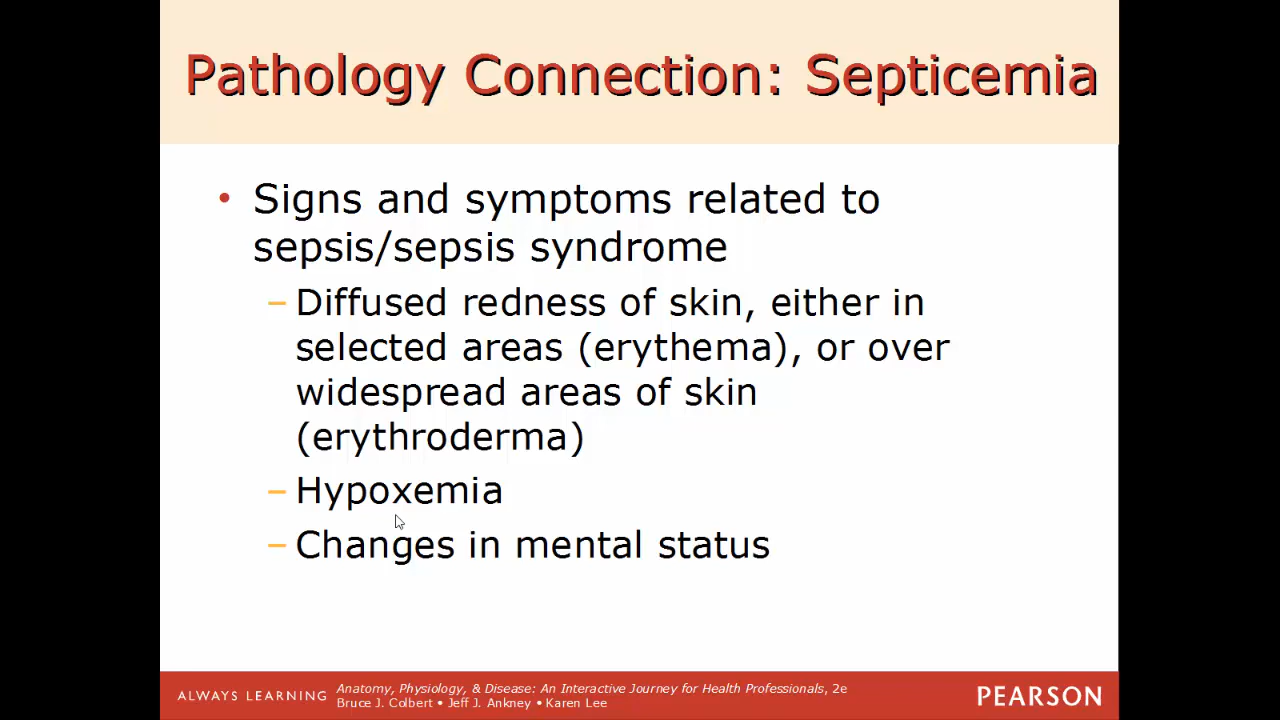 Pathology Connection: Septicemia
• Signs and symptoms related to
sepsis/sepsis syndrome
– Diffused redness of skin, either in
selected areas (erythema), or over
widespread areas of skin
(erythroderma)
– Hypoxemia
– Changes in mental status
ALWAYS LEARNING
Anatomy, Physiology, & Disease: An Interactive Journey for Health Professionals, 2e
Bruce J. Colbert • Jeff J. Ankney • Karen Lee
PEARSON